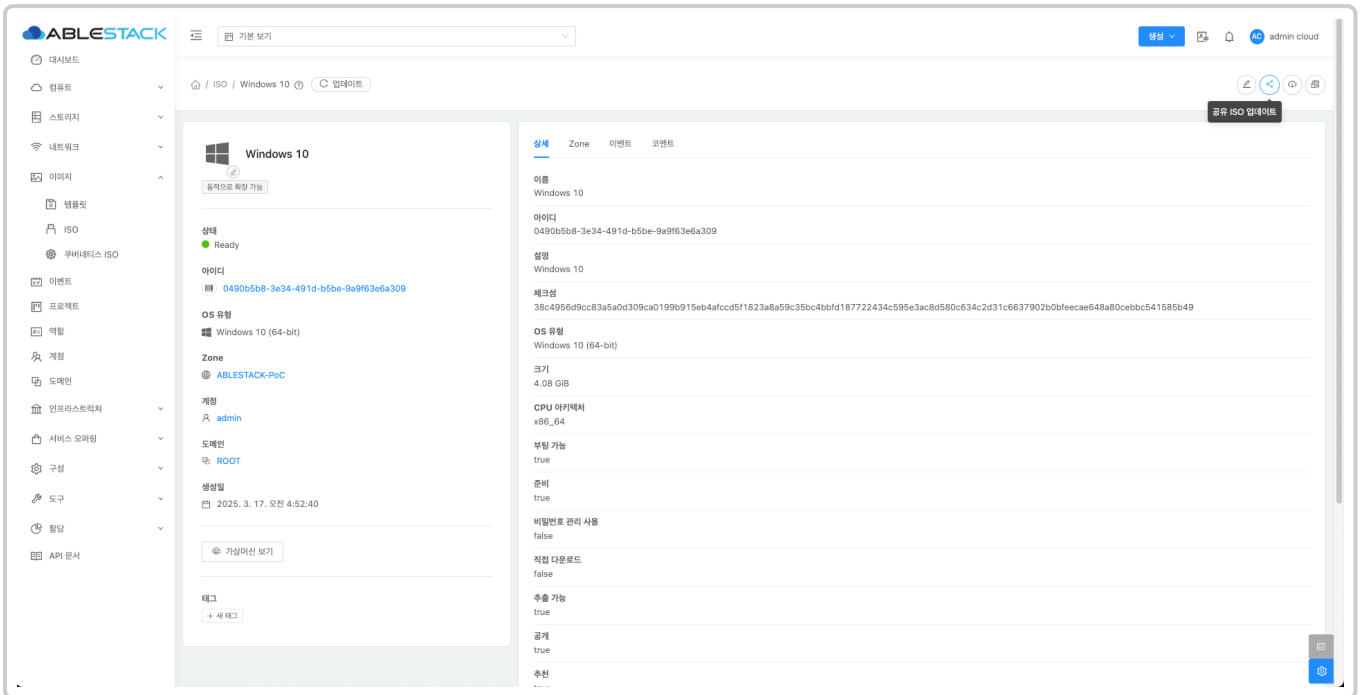 ABLESTACK
기본 보기
생성
AC admin cloud
대시보드
컴퓨트
스토리지
네트워크
이미지
템플릿
ISO
쿠버네티스 ISO
이벤트
프로젝트
역할
계정
도메인
인프라스트럭쳐
서비스 오퍼링
구성
도구
할당
API 문서
/ ISO / Windows 10 업데이트
공유 ISO 업데이트
Windows 10
동적으로 확장 가능
상태
Ready
아이디
0490b5b8-3e34-491d-b5be-9a9f63e6a309
OS 유형
Windows 10 (64-bit)
Zone
ABLESTACK-PoC
계정
admin
도메인
ROOT
생성일
2025. 3. 17. 오전 4:52:40
가상머신 보기
태그
+ 새 태그
상세 Zone 이벤트 코멘트
이름
Windows 10
아이디
0490b5b8-3e34-491d-b5be-9a9f63e6a309
설명
Windows 10
체크섬
38c4956d9cc83a5a0d309ca0199b915eb4afccd5f1823a8a59c35bc4bbfd187722434c595e3ac8d580c634c2d31c6637902b0bfeecae648a80cebbc541585b49
OS 유형
Windows 10 (64-bit)
크기
4.08 GiB
CPU 아키텍처
x86_64
부팅 가능
true
준비
true
비밀번호 관리 사용
false
직접 다운로드
false
추출 가능
true
공개
true
추천